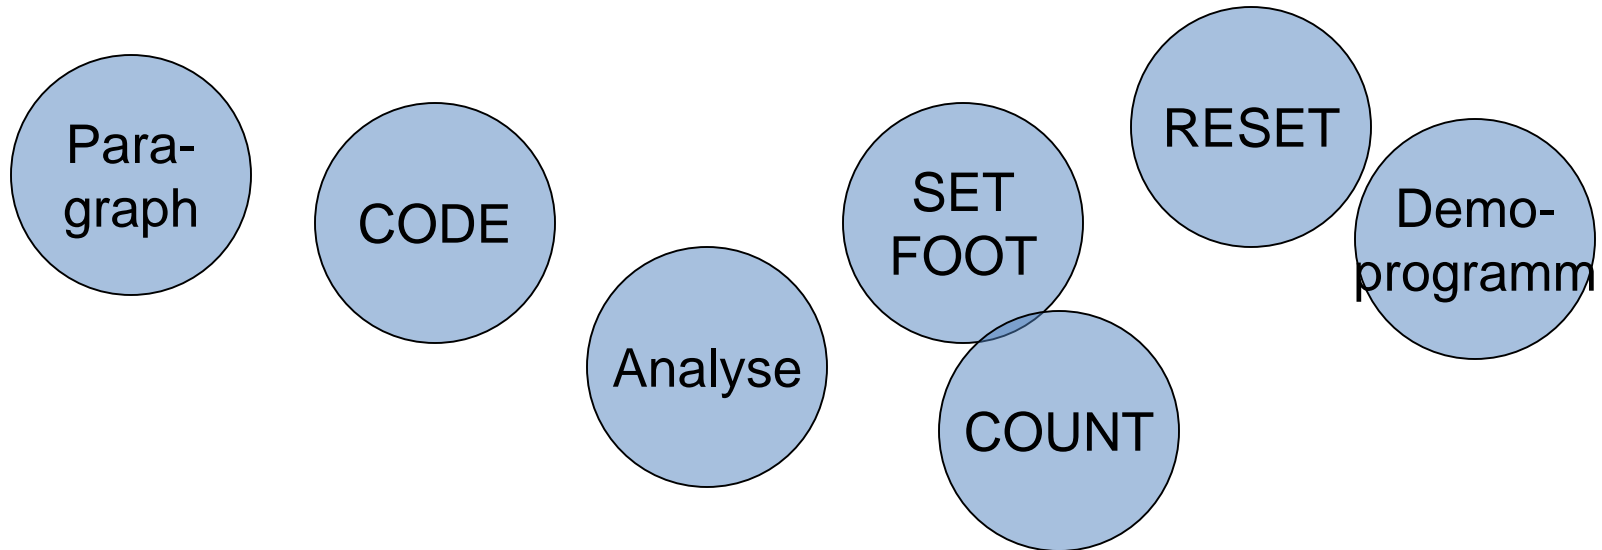 Para-
graph
CODE
Analyse
SET
FOOT
COUNT
RESET
Demo-
programm